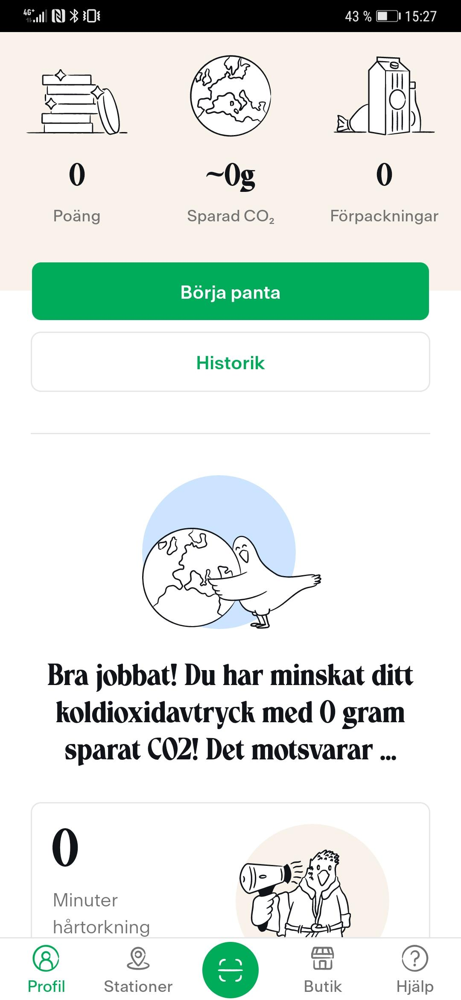 4G+
43 %
15:27
0
~0g
0
Poäng
Sparad CO₂
Förpackningar
Börja panta
Historik
Bra jobbat! Du har minskat ditt
koldioxidavtryck med 0 gram
sparat CO2! Det motsvarar ...
0
Minuter
hårtorkning
Profil
Stationer
Butik
Hjälp